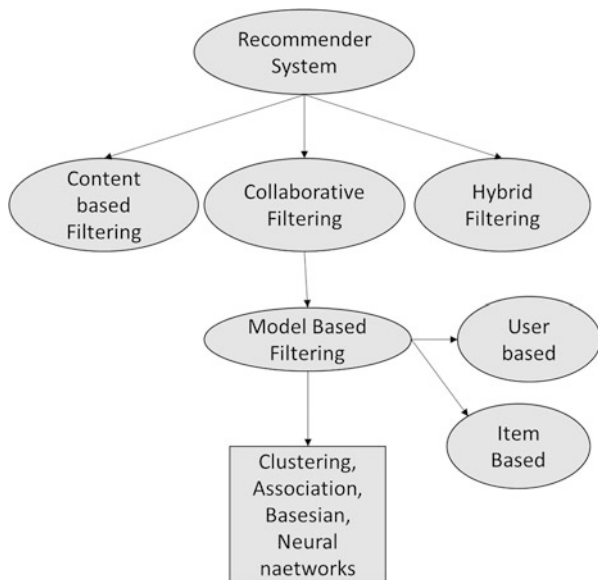 Recommender
System
Content
based
Filtering
Collaborative
Filtering
Hybrid
Filtering
Model Based
Filtering
User
based
Item
Based
Clustering,
Association,
Basesian,
Neural
naetworks